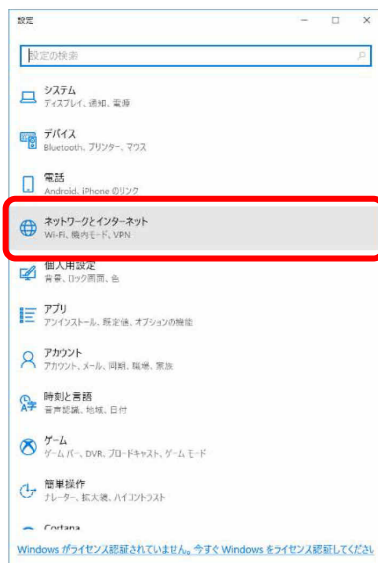 設定
設定の検索
システム
ディスプレイ、通知、電源
デバイス
Bluetooth、プリンター、マウス
電話
Android、iPhone のリンク
ネットワークとインターネット
Wi-Fi、機内モード、VPN
個人用設定
背景、ロック画面、色
アプリ
アンインストール、既定値、オプションの機能
アカウント
アカウント、メール、同期、職場、家族
時刻と言語
音声認識、地域、日付
ゲーム
ゲーム バー、DVR、ブロードキャスト、ゲーム モード
簡単操作
ナレーター、拡大鏡、ハイコントラスト
Cortana
Windows がライセンス認証されていません。今すぐ Windows をライセンス認証してくださ